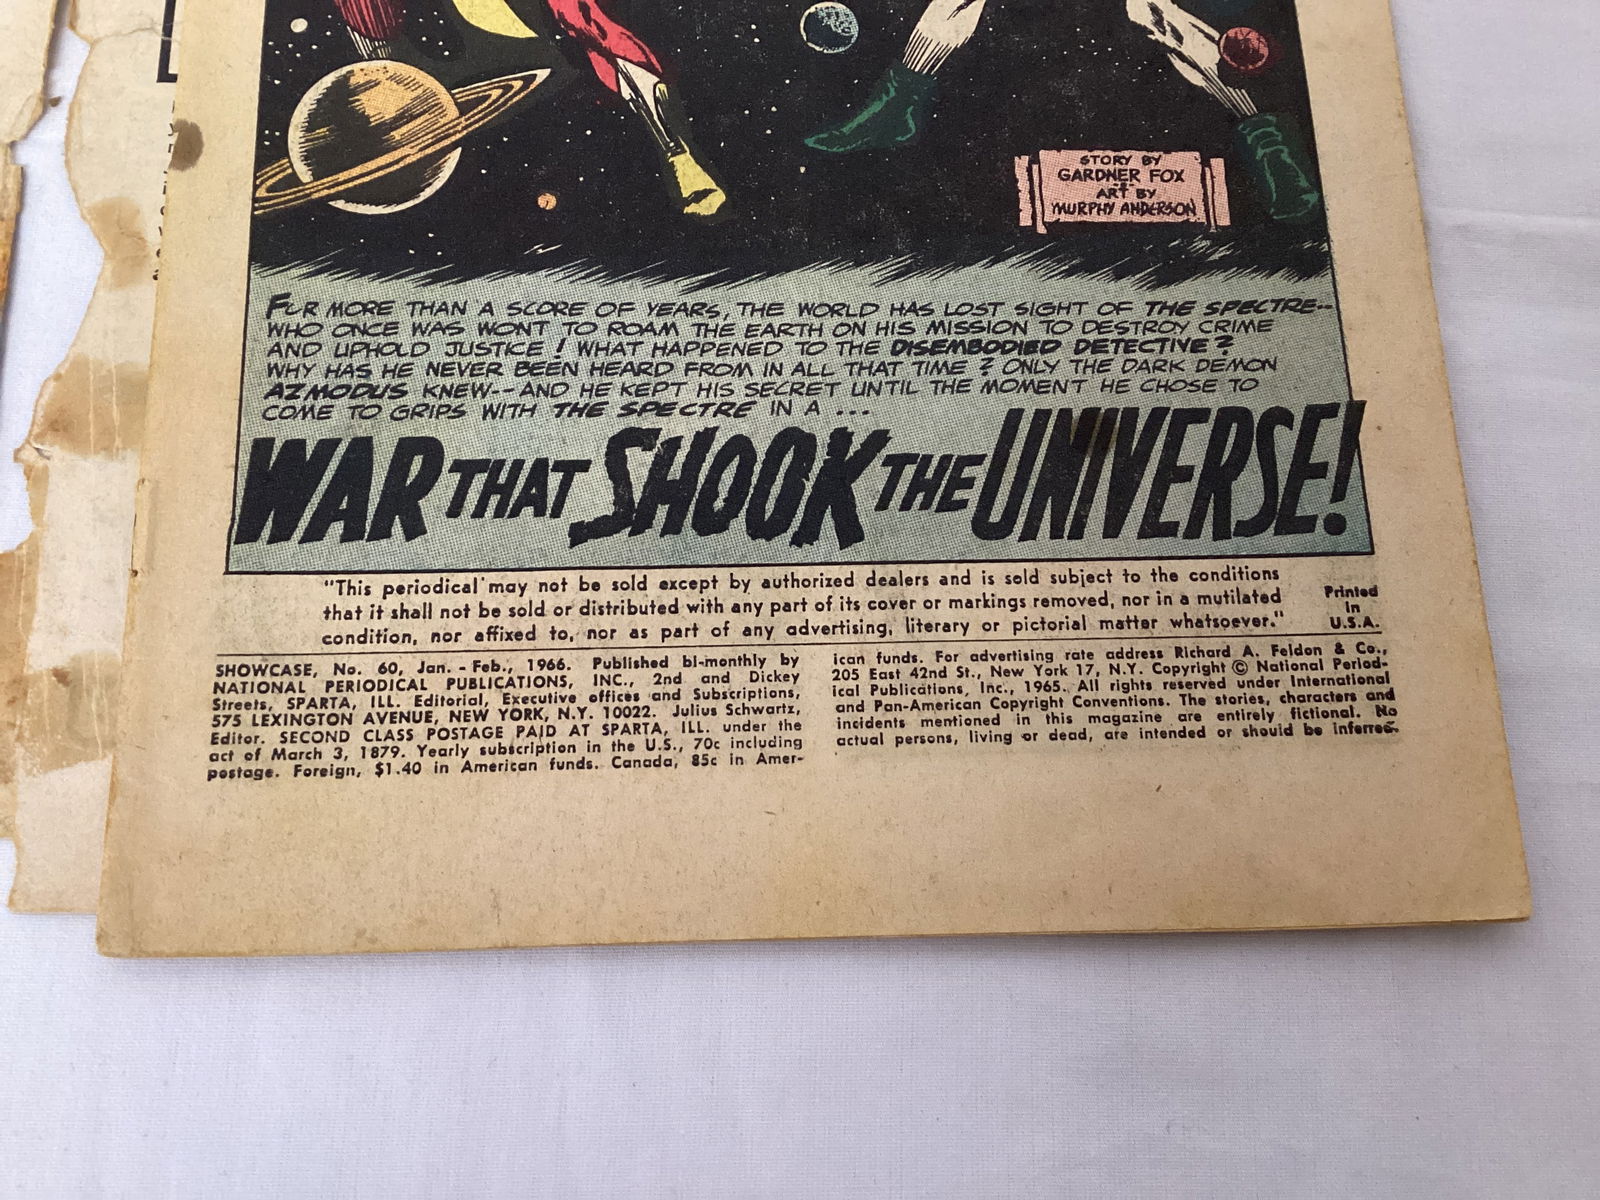 STORY BY
GARDNER FOX
-&-
ART BY
MURPHY ANDERSON
FOR MORE THAN A SCORE OF YEARS, THE WORLD HAS LOST SIGHT OF THE SPECTRE--
WHO ONCE WAS WONT TO ROAM THE EARTH ON HIS MISSION TO DESTROY CRIME
AND UPHOLD JUSTICE! WHAT HAPPENED TO THE DISEMBODIED DETECTIVE?
WHY HAS HE NEVER BEEN HEARD FROM IN ALL THAT TIME? ONLY THE DARK DEMON
AZMODUS KNEW--AND HE KEPT HIS SECRET UNTIL THE MOMENT HE CHOSE TO
COME TO GRIPS WITH THE SPECTRE IN A ...
WAR THAT SHOOK THE UNIVERSE!
"This periodical may not be sold except by authorized dealers and is sold subject to the conditions
that it shall not be sold or distributed with any part of its cover or markings removed, nor in a mutilated
condition, nor affixed to, nor as part of any advertising, literary or pictorial matter whatsoever."
Printed
in
U.S.A.
SHOWCASE, No. 60, Jan. - Feb., 1966. Published bi-monthly by
NATIONAL PERIODICAL PUBLICATIONS, INC., 2nd and Dickey
Streets, SPARTA, ILL. Editorial, Executive offices and Subscriptions,
575 LEXINGTON AVENUE, NEW YORK, N.Y. 10022. Julius Schwartz,
Editor. SECOND CLASS POSTAGE PAID AT SPARTA, ILL. under the
act of March 3, 1879. Yearly subscription in the U.S., 70c including
postage. Foreign, $1.40 in American funds. Canada, 85c in Amer-
ican funds. For advertising rate address Richard A. Feldon & Co.,
205 East 42nd St., New York 17, N.Y. Copyright © National Period-
ical Publications, Inc., 1965. All rights reserved under International
and Pan-American Copyright Conventions. The stories, characters and
incidents mentioned in this magazine are entirely fictional. No
actual persons, living or dead, are intended or should be inferred.